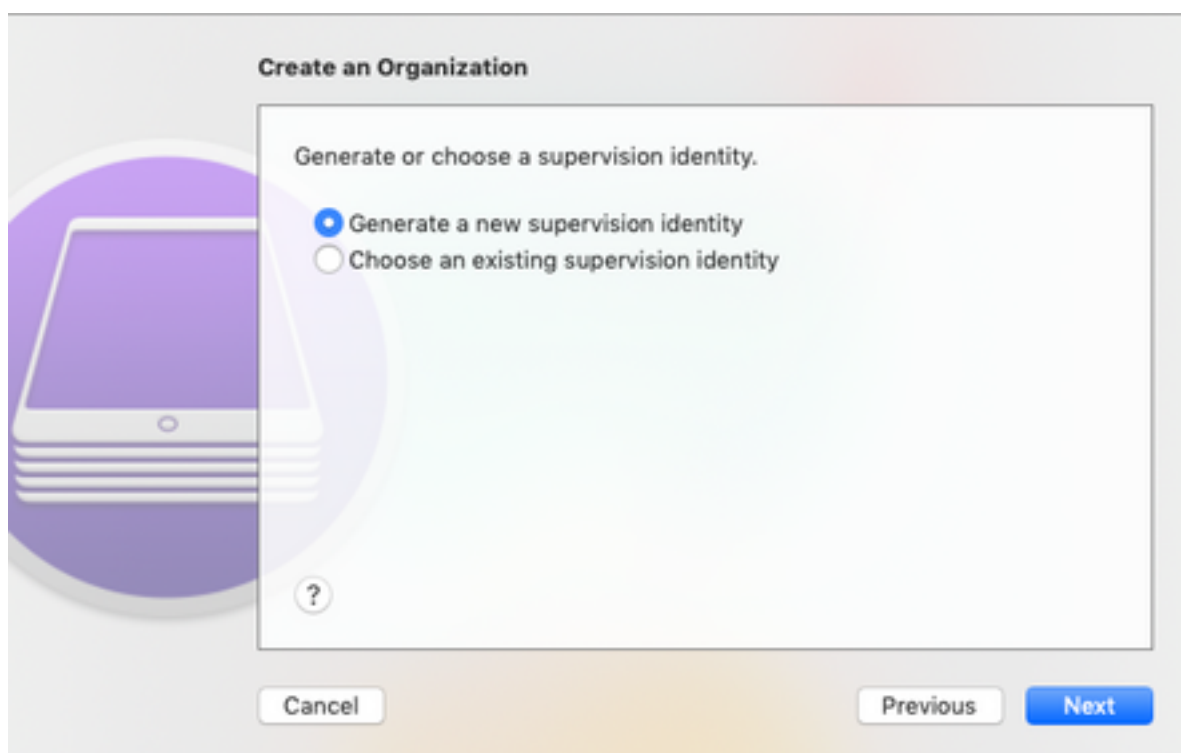 Create an Organization
Generate or choose a supervision identity.
Generate a new supervision identity
Choose an existing supervision identity
?
Cancel
Previous
Next